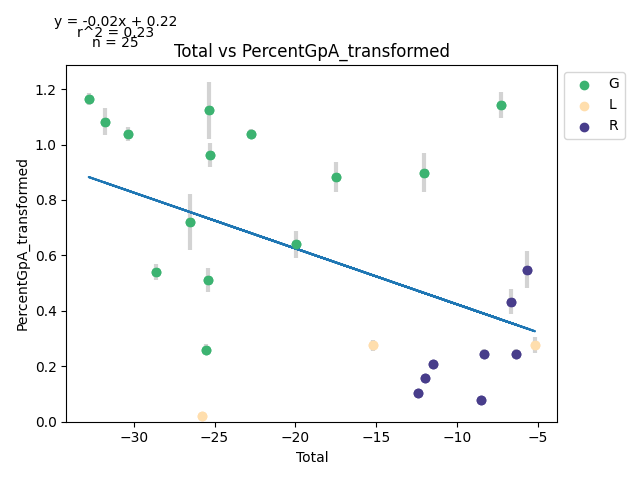 y = -0.02x + 0.22
r^2 = 0.23
n = 25
Total vs PercentGpA_transformed
G
L
R
PercentGpA_transformed
1.2
1.0
0.8
0.6
0.4
0.2
0.0
−30
−25
−20
−15
−10
−5
Total